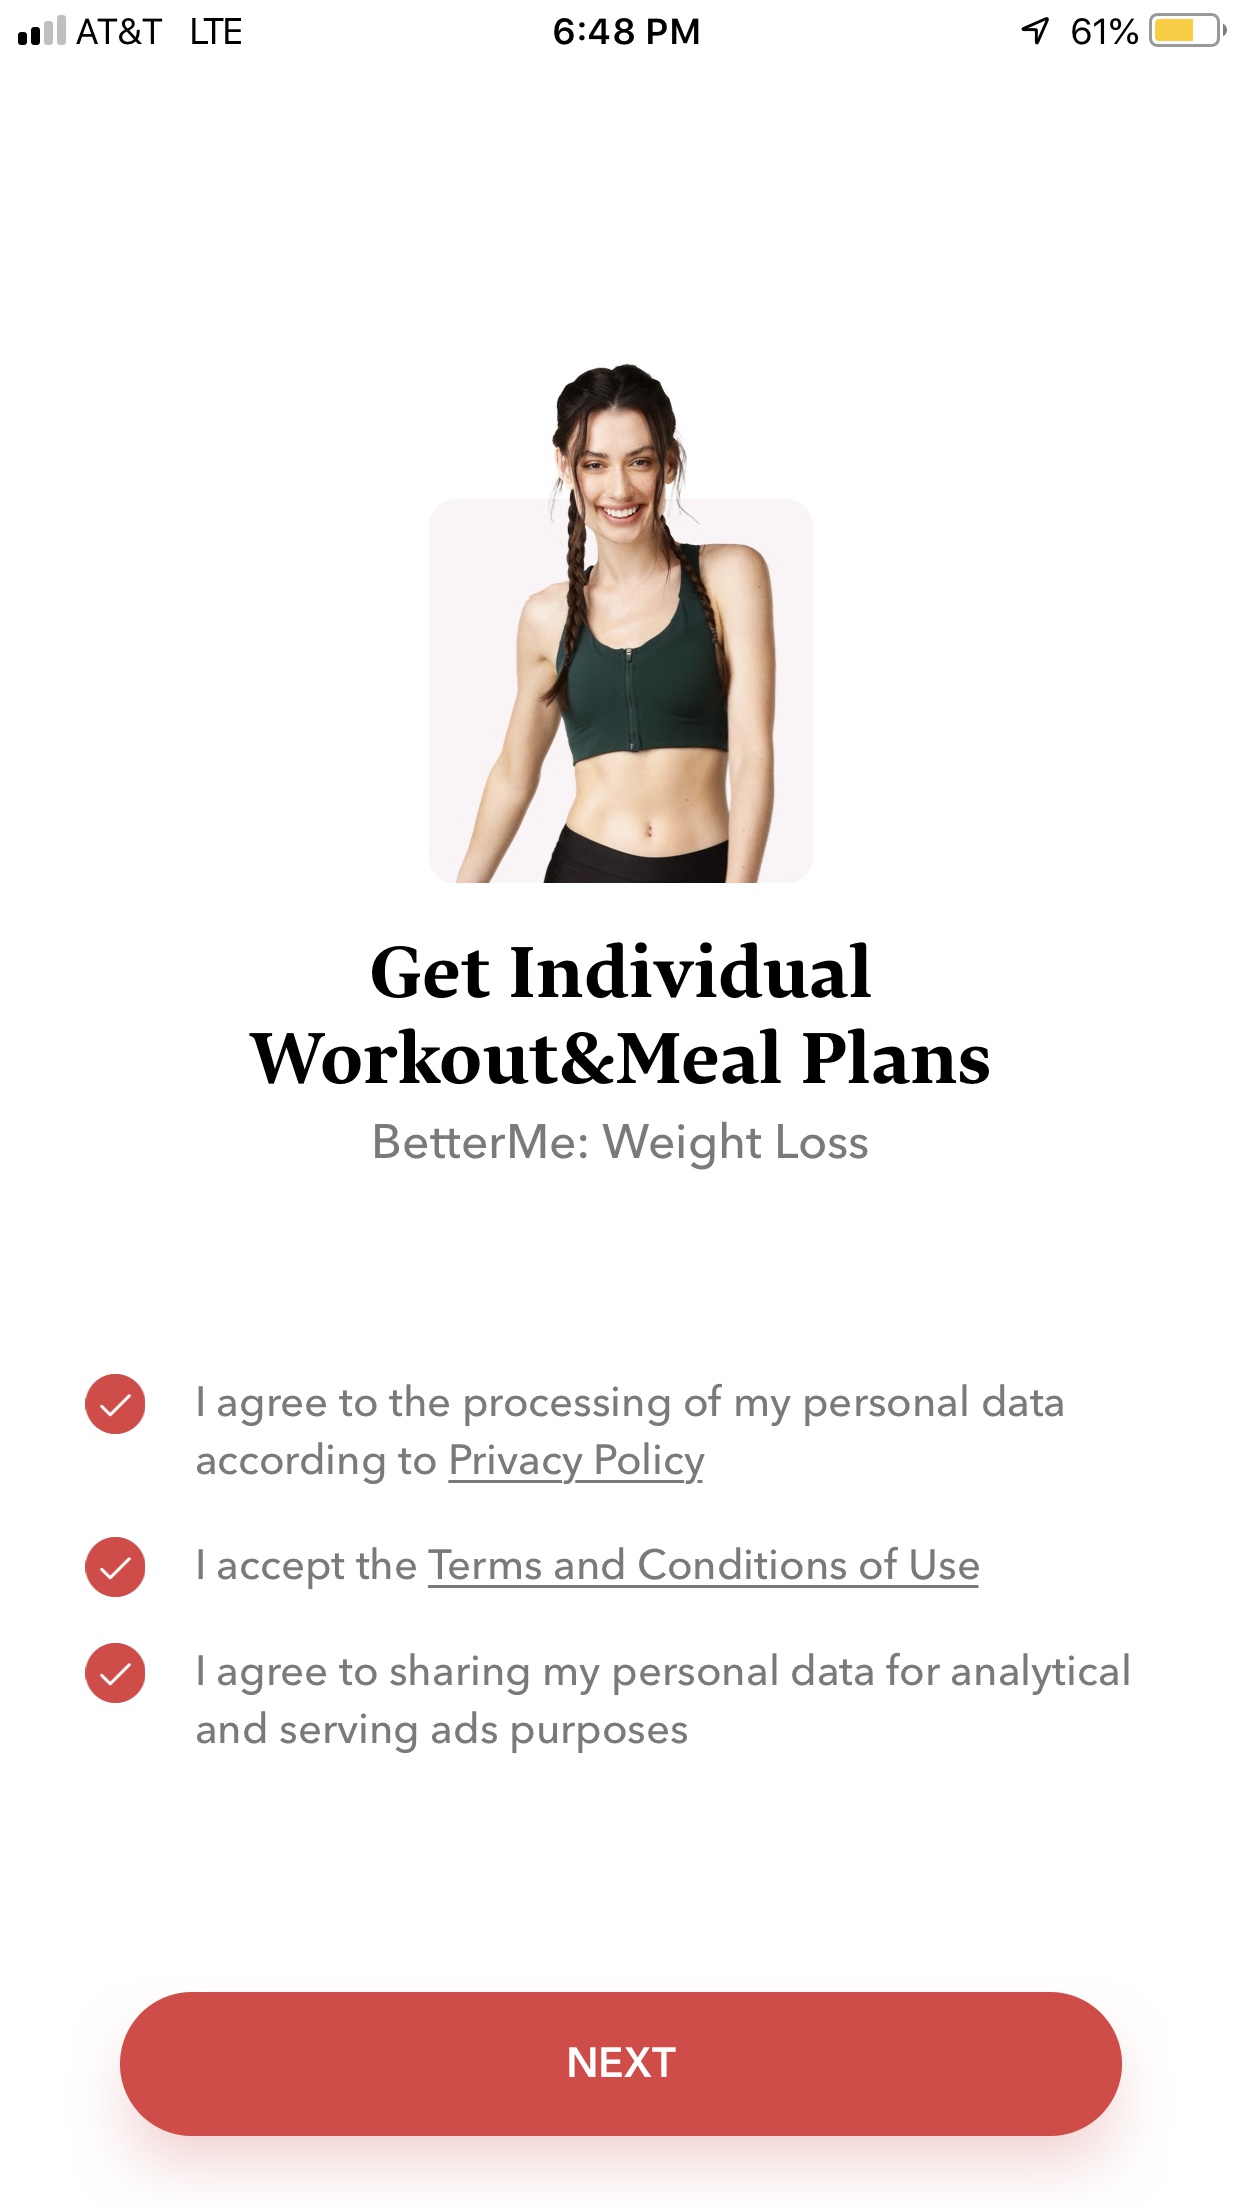 AT&T LTE 6:48 PM 61%
Get Individual
Workout&Meal Plans
BetterMe: Weight Loss
I agree to the processing of my personal data
according to Privacy Policy
I accept the Terms and Conditions of Use
I agree to sharing my personal data for analytical
and serving ads purposes
NEXT